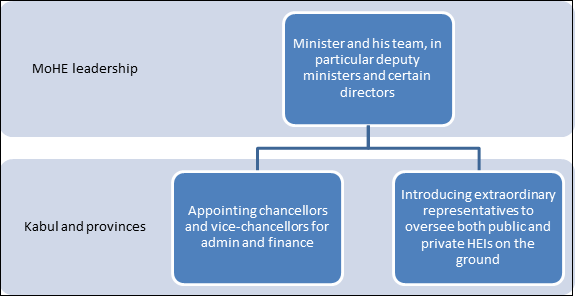 MoHE leadership
Minister and his team, in
particular deputy
ministers and certain
directors
Kabul and provinces
Appointing chancellors
and vice-chancellors for
admin and finance
Introducing extraordinary
representatives to
oversee both public and
private HEIs on the
ground